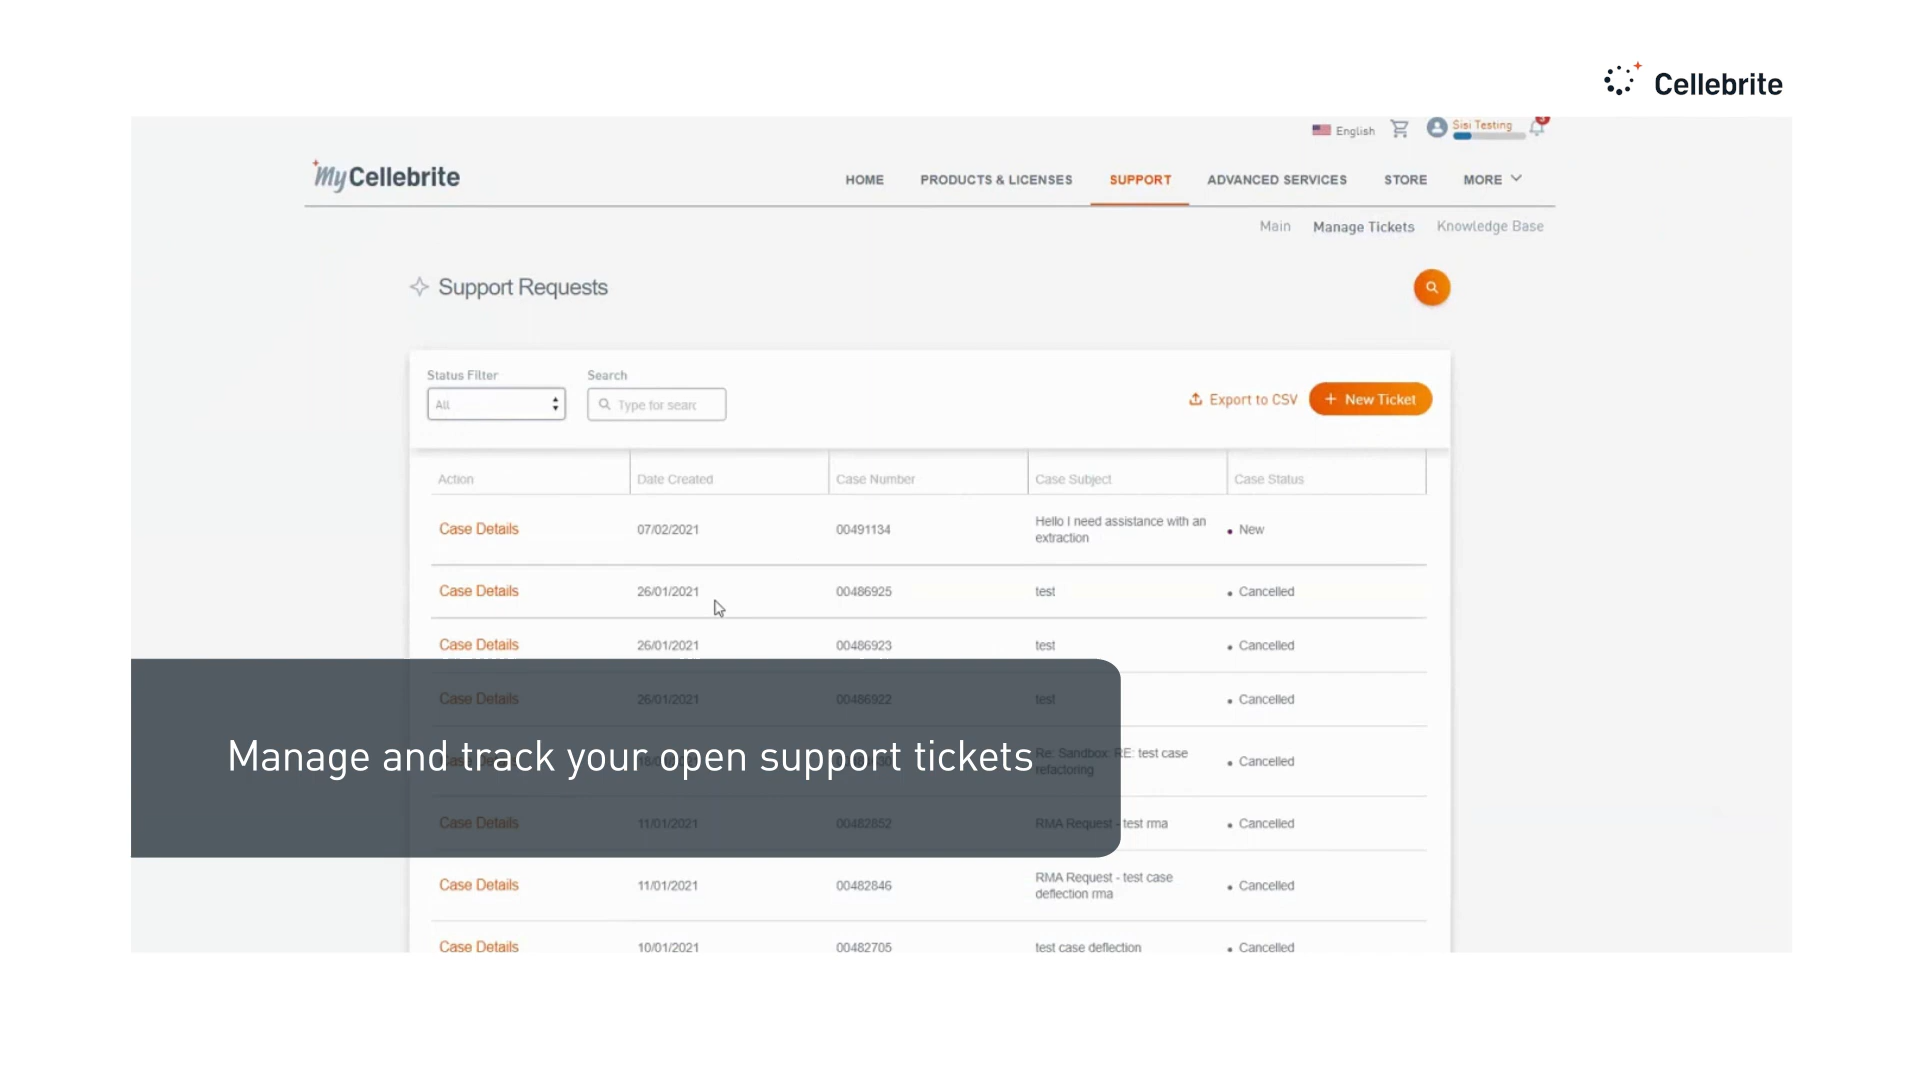 Cellebrite
English
Sisi Testing
3
MyCellebrite
HOME PRODUCTS & LICENSES SUPPORT ADVANCED SERVICES STORE MORE
Main Manage Tickets Knowledge Base
Support Requests
Status Filter Search
All Type for searc Export to CSV + New Ticket
Action Date Created Case Number Case Subject Case Status
Case Details 07/02/2021 00491134 Hello I need assistance with an
extraction New
Case Details 26/01/2021 00486925 test Cancelled
Case Details 26/01/2021 00486923 test Cancelled
Case Details 26/01/2021 00486922 test Cancelled
Manage and track your open support tickets
Re: Sandbox: RE: test case
refactoring Cancelled
Case Details 11/01/2021 00482852 RMA Request - test rma Cancelled
Case Details 11/01/2021 00482846 RMA Request - test case
deflection rma Cancelled
Case Details 10/01/2021 00482705 test case deflection Cancelled